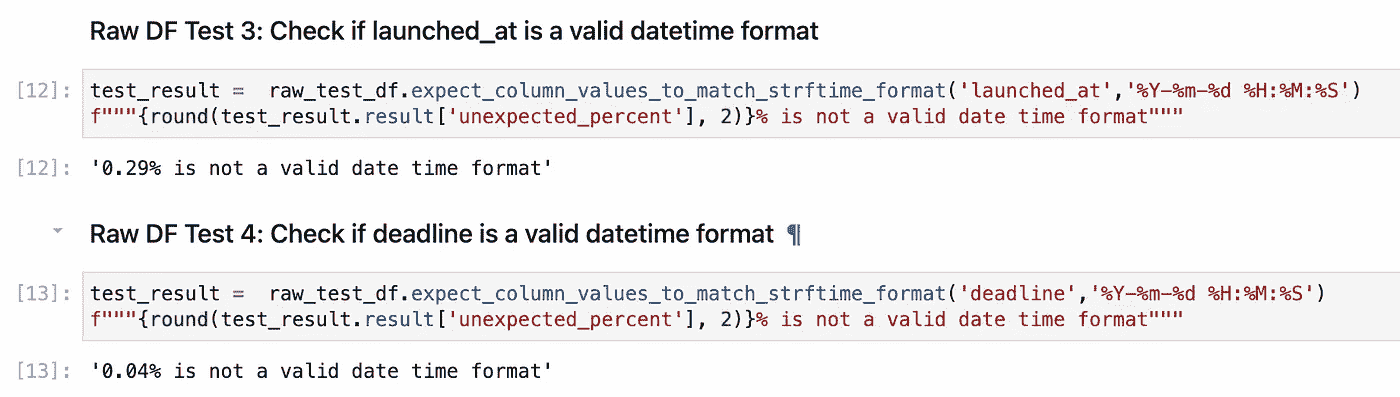 Raw DF Test 3: Check if launched_at is a valid datetime format
[12]: test_result =  raw_test_df.expect_column_values_to_match_strftime_format('launched_at','%Y-%m-%d %H:%M:%S')
f"""{round(test_result.result['unexpected_percent'], 2)}% is not a valid date time format"""
[12]: '0.29% is not a valid date time format'
Raw DF Test 4: Check if deadline is a valid datetime format ¶
[13]: test_result =  raw_test_df.expect_column_values_to_match_strftime_format('deadline','%Y-%m-%d %H:%M:%S')
f"""{round(test_result.result['unexpected_percent'], 2)}% is not a valid date time format"""
[13]: '0.04% is not a valid date time format'